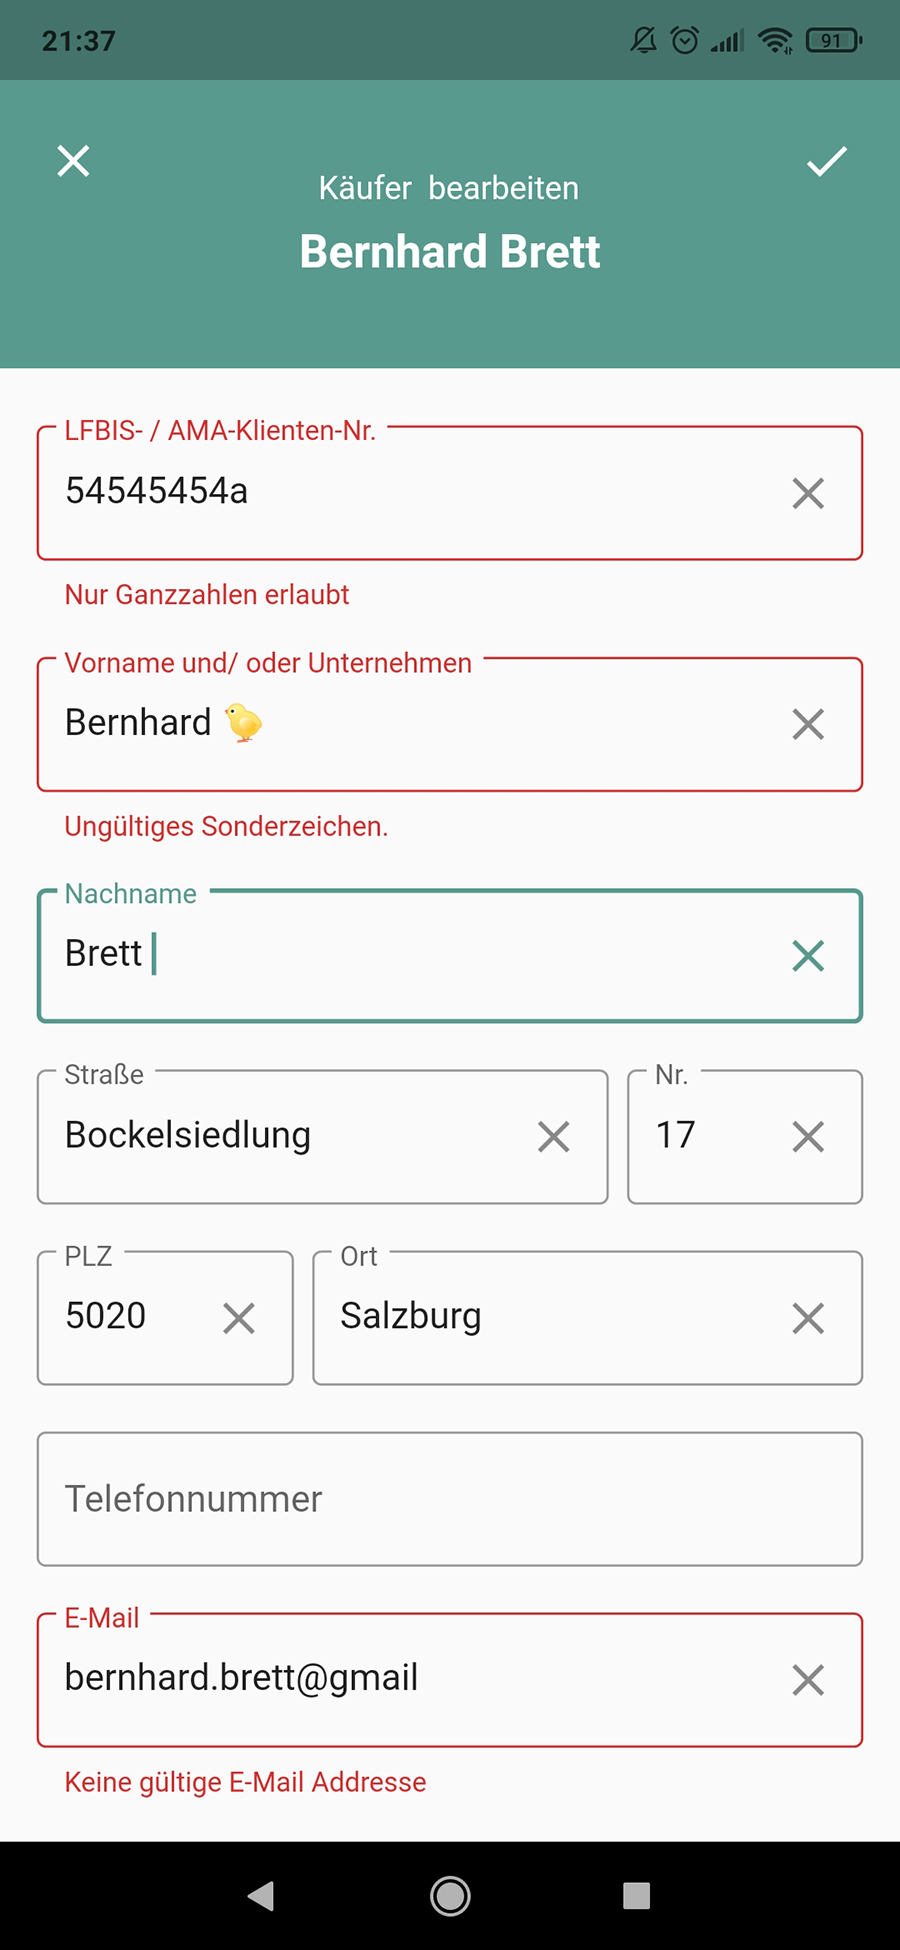 21:37
91
Käufer bearbeiten
Bernhard Brett
LFBIS- / AMA-Klienten-Nr.
54545454a
Nur Ganzzahlen erlaubt
Vorname und/ oder Unternehmen
Bernhard 🐤
Ungültiges Sonderzeichen.
Nachname
Brett
Straße
Bockelsiedlung
Nr.
17
PLZ
5020
Ort
Salzburg
Telefonnummer
E-Mail
bernhard.brett@gmail
Keine gültige E-Mail Addresse